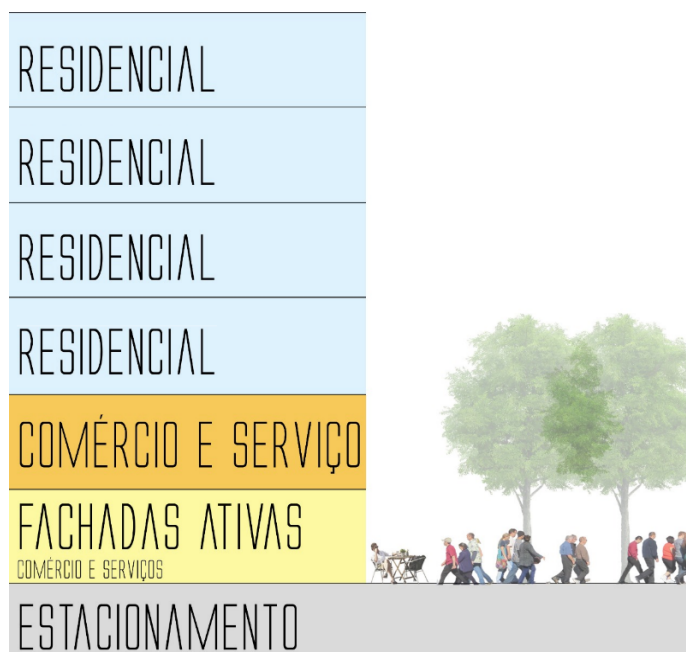 RESIDENCIAL
RESIDENCIAL
RESIDENCIAL
RESIDENCIAL
COMÉRCIO E SERVIÇO
FACHADAS ATIVAS
COMÉRCIO E SERVIÇOS
ESTACIONAMENTO